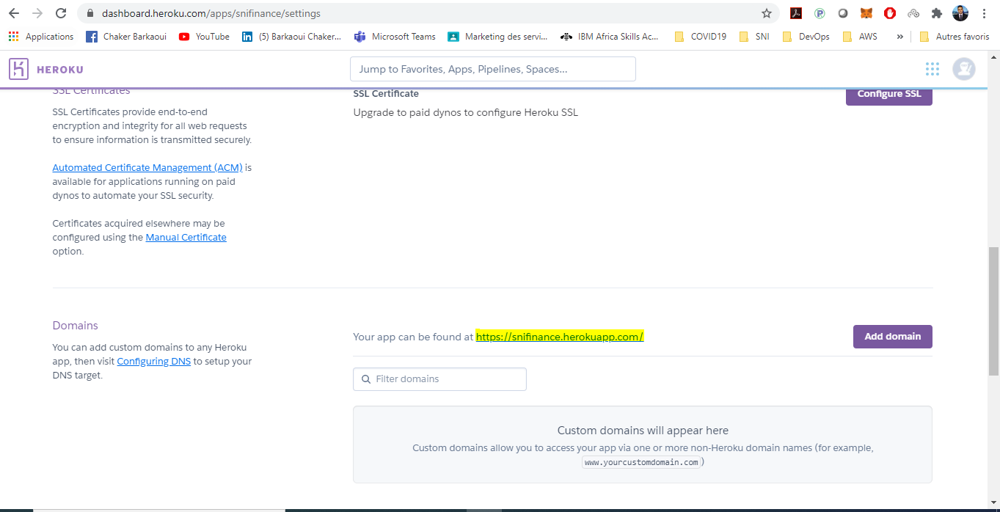 dashboard.heroku.com/apps/snifinance/settings
Applications
Chaker Barkaoui
YouTube
(5) Barkaoui Chaker...
Microsoft Teams
Marketing des servi...
IBM Africa Skills Ac...
COVID19
SNI
DevOps
AWS
»
Autres favoris
HEROKU
Jump to Favorites, Apps, Pipelines, Spaces...
SSL Certificates
SSL Certificates provide end-to-end
encryption and integrity for all web requests
to ensure information is transmitted securely.
Automated Certificate Management (ACM) is
available for applications running on paid
dynos to automate your SSL security.
Certificates acquired elsewhere may be
configured using the Manual Certificate
option.
SSL Certificate
Upgrade to paid dynos to configure Heroku SSL
Configure SSL
Domains
You can add custom domains to any Heroku
app, then visit Configuring DNS to setup your
DNS target.
Your app can be found at https://snifinance.herokuapp.com/
Add domain
Filter domains
Custom domains will appear here
Custom domains allow you to access your app via one or more non-Heroku domain names (for example,
www.yourcustomdomain.com)